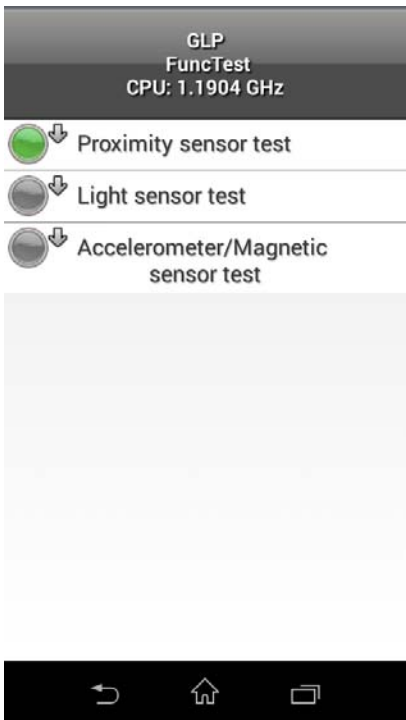 GLP
FuncTest
CPU: 1.1904 GHz
Proximity sensor test
Light sensor test
Accelerometer/Magnetic
sensor test